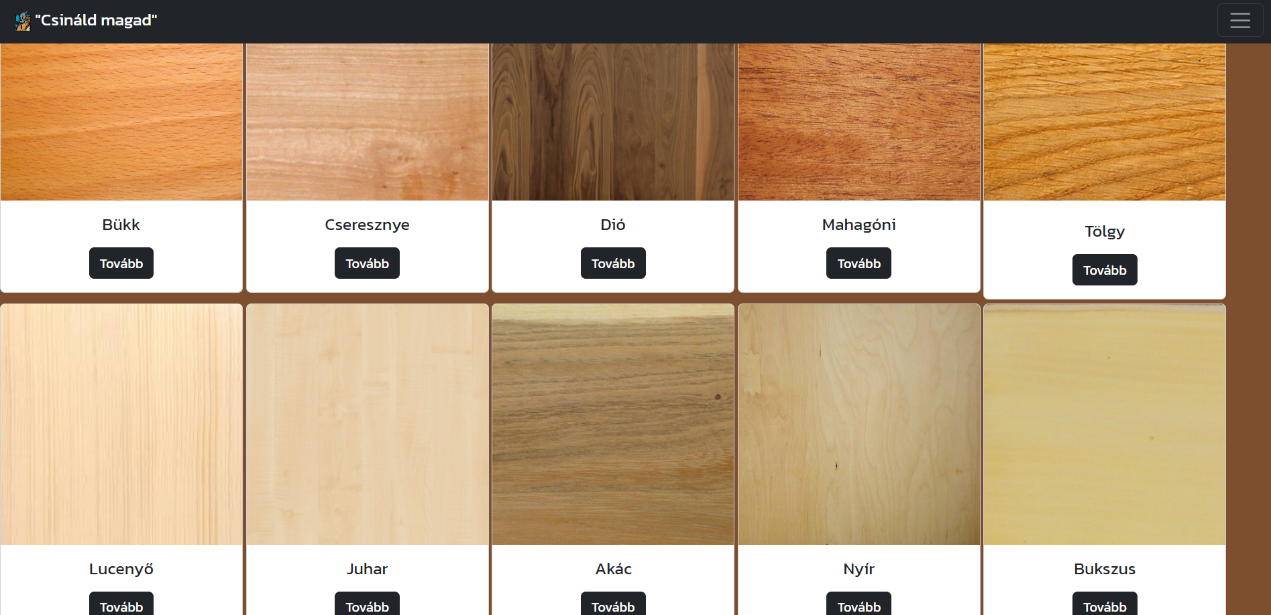 "Csináld magad"
Bükk
Cseresznye
Dió
Mahagóni
Tölgy
Tovább
Tovább
Tovább
Tovább
Tovább
Lucenyő
Juhar
Akác
Nyír
Bukszus
Tovább
Tovább
Tovább
Tovább
Tovább